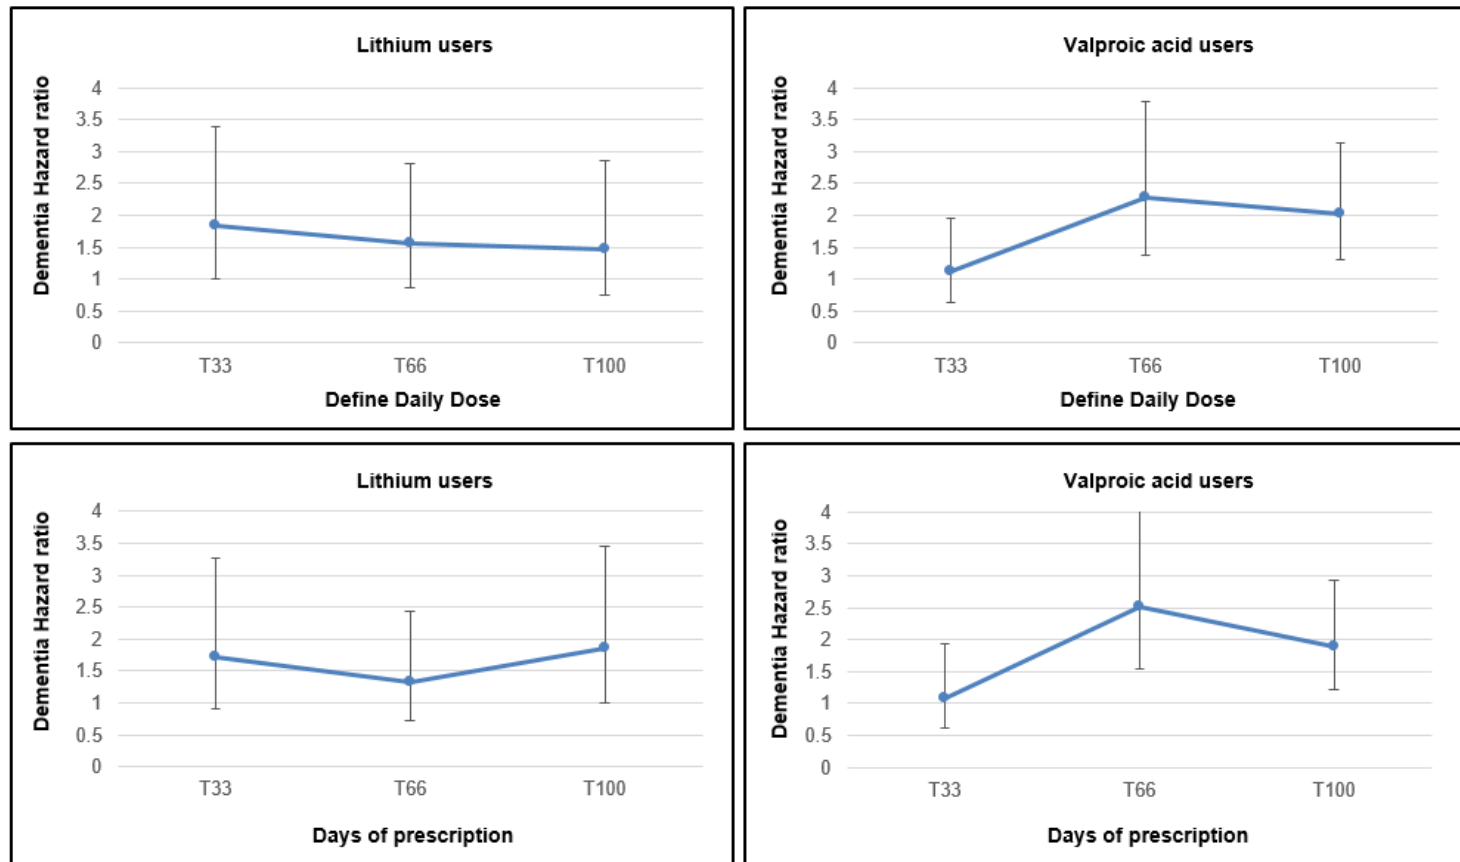 Lithium users
Dementia Hazard ratio
4
3.5
3
2.5
2
1.5
1
0.5
0
T33 T66 T100
Define Daily Dose
Valproic acid users
Dementia Hazard ratio
4
3.5
3
2.5
2
1.5
1
0.5
0
T33 T66 T100
Define Daily Dose
Lithium users
Dementia Hazard ratio
4
3.5
3
2.5
2
1.5
1
0.5
0
T33 T66 T100
Days of prescription
Valproic acid users
Dementia Hazard ratio
4
3.5
3
2.5
2
1.5
1
0.5
0
T33 T66 T100
Days of prescription